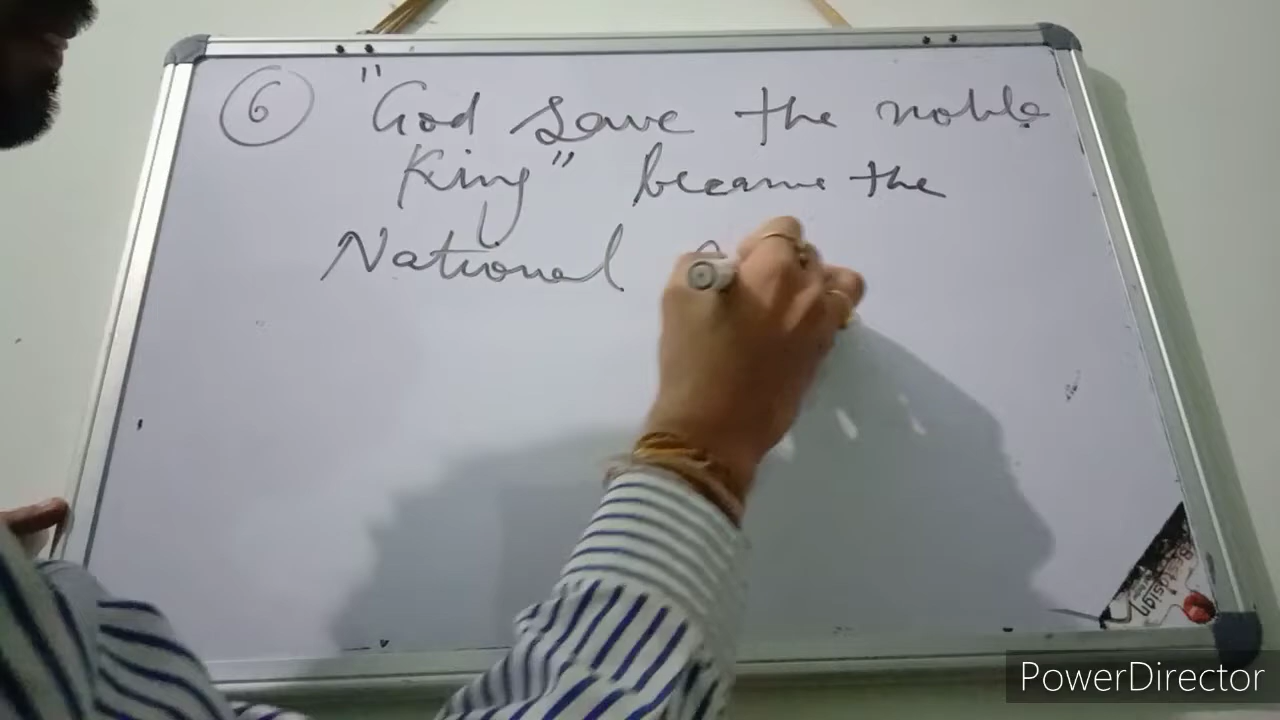 6 "God save the noble
King" became the
National
PowerDirector